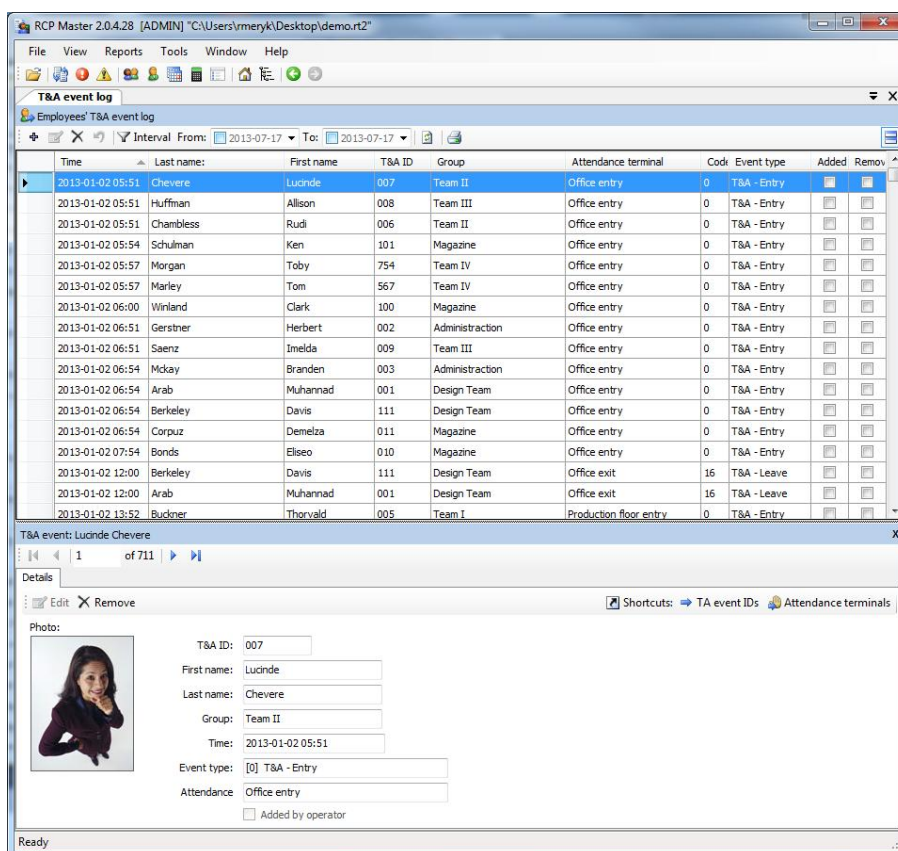 RCP Master 2.0.4.28 [ADMIN] "C:\Users\rmeryk\Desktop\demo.rt2"
File View Reports Tools Window Help
T&A event log
Employees' T&A event log
Interval From: 2013-07-17 To: 2013-07-17
Time Last name: First name T&A ID Group Attendance terminal Code Event type Added Remov
2013-01-02 05:51 Chevere Lucinde 007 Team II Office entry 0 T&A - Entry
2013-01-02 05:51 Huffman Allison 008 Team III Office entry 0 T&A - Entry
2013-01-02 05:51 Chambless Rudi 006 Team II Office entry 0 T&A - Entry
2013-01-02 05:54 Schulman Ken 101 Magazine Office entry 0 T&A - Entry
2013-01-02 05:57 Morgan Toby 754 Team IV Office entry 0 T&A - Entry
2013-01-02 05:57 Marley Tom 567 Team IV Office entry 0 T&A - Entry
2013-01-02 06:00 Winland Clark 100 Magazine Office entry 0 T&A - Entry
2013-01-02 06:51 Gerstner Herbert 002 Administraction Office entry 0 T&A - Entry
2013-01-02 06:51 Saenz Imelda 009 Team III Office entry 0 T&A - Entry
2013-01-02 06:54 Mckay Branden 003 Administraction Office entry 0 T&A - Entry
2013-01-02 06:54 Arab Muhannad 001 Design Team Office entry 0 T&A - Entry
2013-01-02 06:54 Berkeley Davis 111 Design Team Office entry 0 T&A - Entry
2013-01-02 06:54 Corpuz Demelza 011 Magazine Office entry 0 T&A - Entry
2013-01-02 07:54 Bonds Eliseo 010 Magazine Office entry 0 T&A - Entry
2013-01-02 12:00 Berkeley Davis 111 Design Team Office exit 16 T&A - Leave
2013-01-02 12:00 Arab Muhannad 001 Design Team Office exit 16 T&A - Leave
2013-01-02 13:52 Buckner Thorvald 005 Team I Production floor entry 0 T&A - Entry
T&A event: Lucinde Chevere
1 of 711
Details
Edit Remove Shortcuts: TA event IDs Attendance terminals
Photo:
T&A ID: 007
First name: Lucinde
Last name: Chevere
Group: Team II
Time: 2013-01-02 05:51
Event type: [0] T&A - Entry
Attendance Office entry
Added by operator
Ready